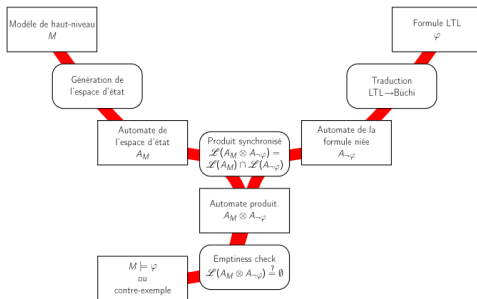 Modèle de haut-niveau
M
Formule LTL
φ
Génération de
l'espace d'état
Traduction
LTL→Büchi
Automate de
l'espace d'état
A_M
Produit synchronisé
ℒ(A_M ⊗ A_¬φ) =
ℒ(A_M) ∩ ℒ(A_¬φ)
Automate de la
formule niée
A_¬φ
Automate produit.
A_M ⊗ A_¬φ
Emptiness check
ℒ(A_M ⊗ A_¬φ) ≟ ∅
M ⊨ φ
ou
contre-exemple